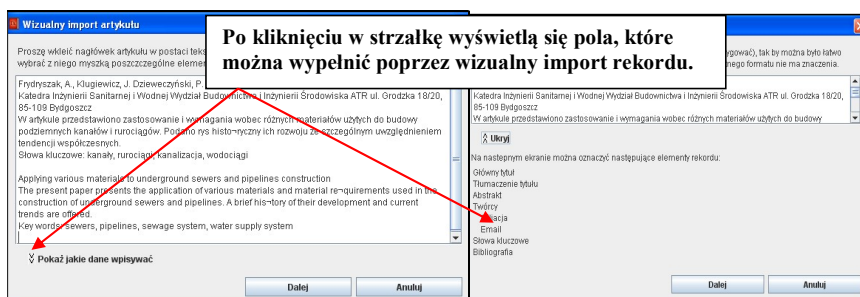 Wizualny import artykułu
Po kliknięciu w strzałkę wyświetlą się pola, które
można wypełnić poprzez wizualny import rekordu.
Proszę wkleić nagłówek artykułu w postaci teks
wybrać z niego myszką poszczególne elemen
Frydryszak, A., Klugiewicz, J. Dzieweczyński, P.
Katedra Inżynierii Sanitarnej i Wodnej Wydział Budownictwa i Inżynierii Środowiska ATR ul. Grodzka 18/20,
85-109 Bydgoszcz
W artykule przedstawiono zastosowanie i wymagania wobec różnych materiałów użytych do budowy
podziemnych kanałów i rurociągów. Podano rys histo¬ryczny ich rozwoju ze szczególnym uwzględnieniem
tendencji współczesnych.
Słowa kluczowe: kanały, rurociągi, kanalizacja, wodociągi
Applying various materials to underground sewers and pipelines construction
The present paper presents the application of various materials and material re¬quirements used in the
construction of underground sewers and pipelines. A brief his¬tory of their development and current
trends are offered.
Key words: sewers, pipelines, sewage system, water supply system
Pokaż jakie dane wpisywać
Dalej
Anuluj
ygować), tak by można było łatwo
nego formatu nie ma znaczenia.
Katedra Inżynierii Sanitarnej i Wodnej Wydział Budownictwa i Inżynierii Środowiska ATR ul. Grodzka 18/20,
85-109 Bydgoszcz
W artykule przedstawiono zastosowanie i wymagania wobec różnych materiałów użytych do budowy
Ukryj
Na nastepnym ekranie można oznaczyć następujące elementy rekordu:
Główny tytuł
Tłumaczenie tytułu
Abstrakt
Twórcy
acja
Email
Słowa kluczowe
Bibliografia
Dalej
Anuluj